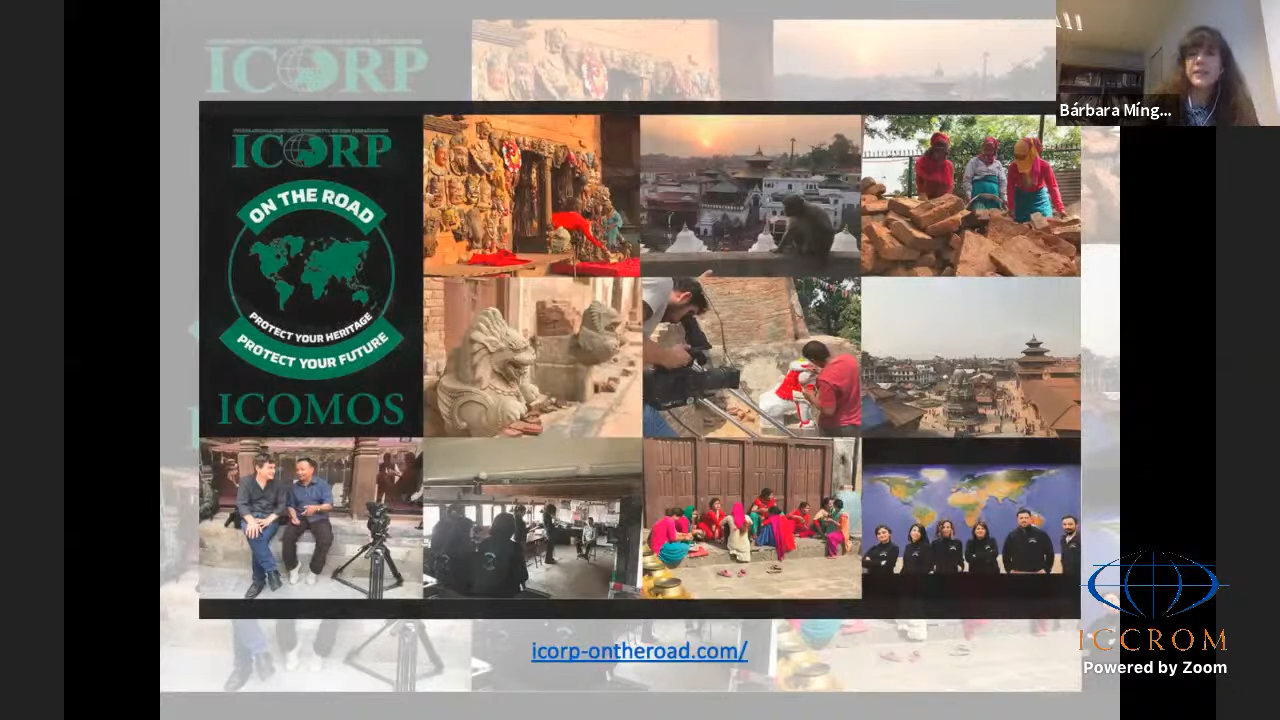 ICORP
Bárbara Míng...
ICORP
ON THE ROAD
PROTECT YOUR HERITAGE
PROTECT YOUR FUTURE
ICOMOS
icorp-ontheroad.com/
ICCROM
Powered by Zoom